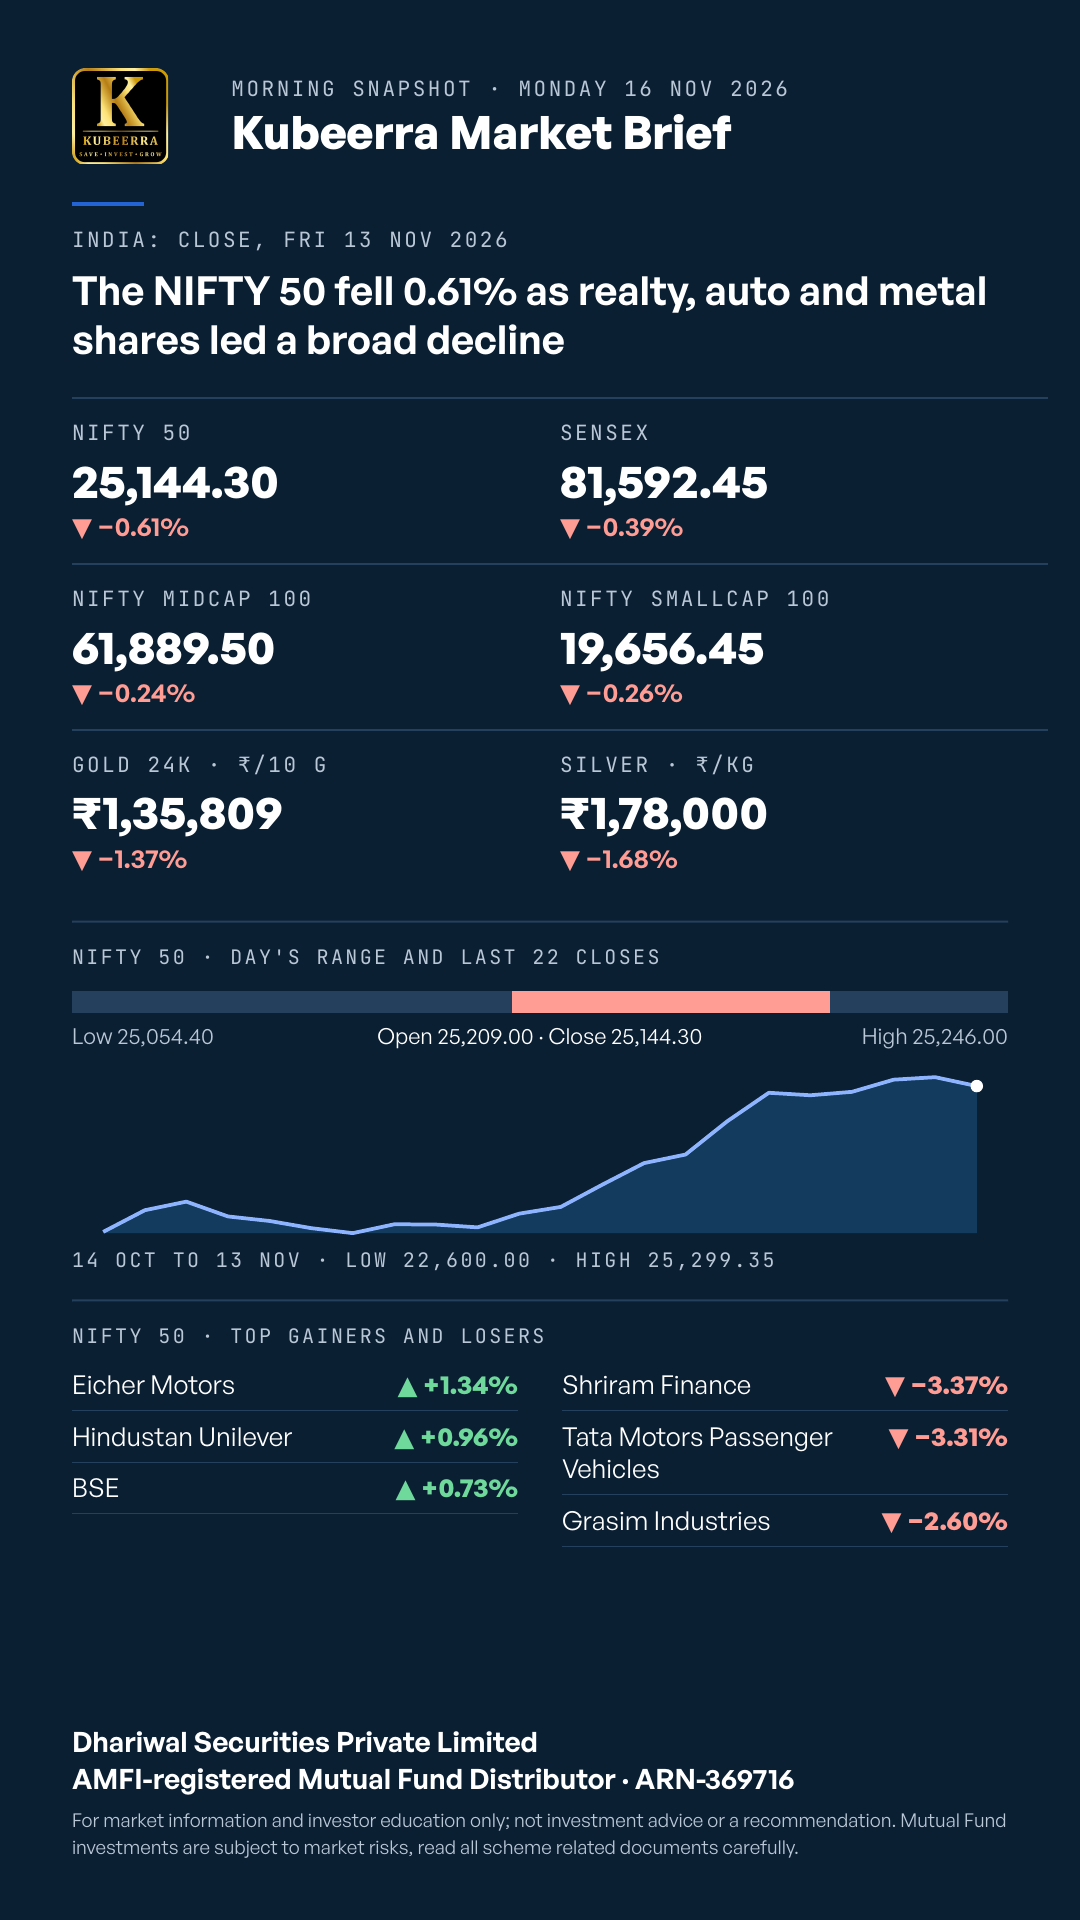 K
KUBEERRA
SAVE•INVEST•GROW
MORNING SNAPSHOT · MONDAY 16 NOV 2026
Kubeerra Market Brief
INDIA: CLOSE, FRI 13 NOV 2026
The NIFTY 50 fell 0.61% as realty, auto and metal
shares led a broad decline
NIFTY 50
25,144.30
▼ −0.61%
SENSEX
81,592.45
▼ −0.39%
NIFTY MIDCAP 100
61,889.50
▼ −0.24%
NIFTY SMALLCAP 100
19,656.45
▼ −0.26%
GOLD 24K · ₹/10 G
₹1,35,809
▼ −1.37%
SILVER · ₹/KG
₹1,78,000
▼ −1.68%
NIFTY 50 · DAY'S RANGE AND LAST 22 CLOSES
Low 25,054.40
Open 25,209.00 · Close 25,144.30
High 25,246.00
14 OCT TO 13 NOV · LOW 22,600.00 · HIGH 25,299.35
NIFTY 50 · TOP GAINERS AND LOSERS
Eicher Motors ▲ +1.34%
Hindustan Unilever ▲ +0.96%
BSE ▲ +0.73%
Shriram Finance ▼ −3.37%
Tata Motors Passenger ▼ −3.31%
Vehicles
Grasim Industries ▼ −2.60%
Dhariwal Securities Private Limited
AMFI-registered Mutual Fund Distributor · ARN-369716
For market information and investor education only; not investment advice or a recommendation. Mutual Fund
investments are subject to market risks, read all scheme related documents carefully.